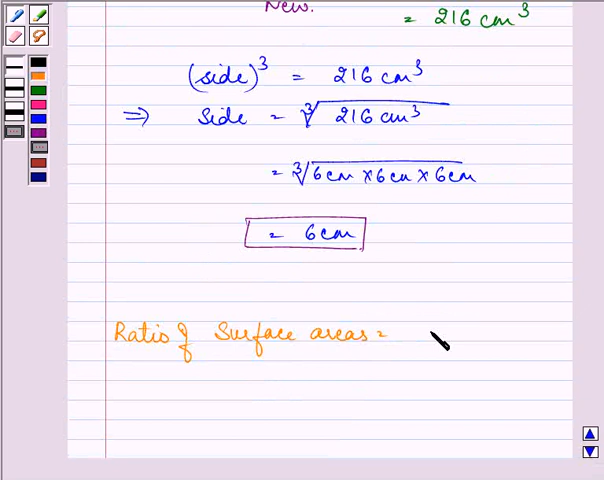 New.
= 216 cm³
(side)³ = 216 cm³
⇒ side = ∛216 cm³
= ∛6cm × 6cm × 6cm
= 6cm
Ratio of Surface areas =